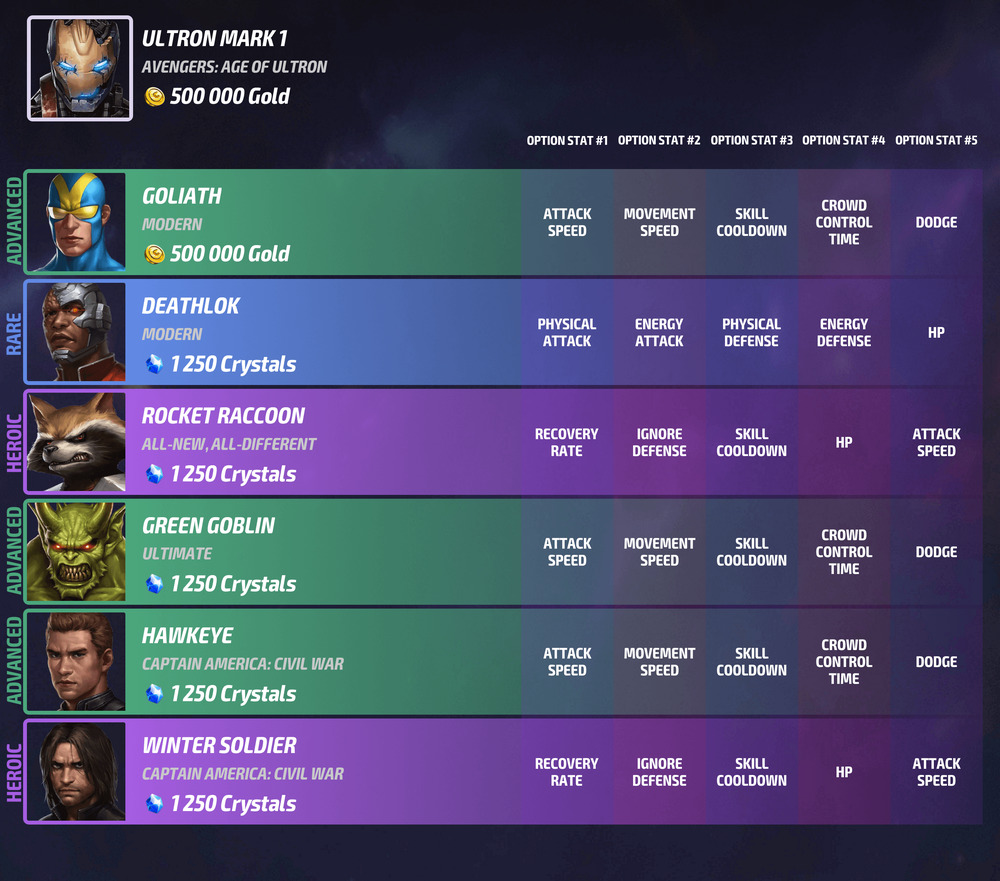 ULTRON MARK 1
AVENGERS: AGE OF ULTRON
500 000 Gold
OPTION STAT #1 OPTION STAT #2 OPTION STAT #3 OPTION STAT #4 OPTION STAT #5
ADVANCED
GOLIATH
MODERN
500 000 Gold
ATTACK
SPEED
MOVEMENT
SPEED
SKILL
COOLDOWN
CROWD
CONTROL
TIME
DODGE
RARE
DEATHLOK
MODERN
1 250 Crystals
PHYSICAL
ATTACK
ENERGY
ATTACK
PHYSICAL
DEFENSE
ENERGY
DEFENSE
HP
HEROIC
ROCKET RACCOON
ALL-NEW, ALL-DIFFERENT
1 250 Crystals
RECOVERY
RATE
IGNORE
DEFENSE
SKILL
COOLDOWN
HP
ATTACK
SPEED
ADVANCED
GREEN GOBLIN
ULTIMATE
1 250 Crystals
ATTACK
SPEED
MOVEMENT
SPEED
SKILL
COOLDOWN
CROWD
CONTROL
TIME
DODGE
ADVANCED
HAWKEYE
CAPTAIN AMERICA: CIVIL WAR
1 250 Crystals
ATTACK
SPEED
MOVEMENT
SPEED
SKILL
COOLDOWN
CROWD
CONTROL
TIME
DODGE
HEROIC
WINTER SOLDIER
CAPTAIN AMERICA: CIVIL WAR
1 250 Crystals
RECOVERY
RATE
IGNORE
DEFENSE
SKILL
COOLDOWN
HP
ATTACK
SPEED